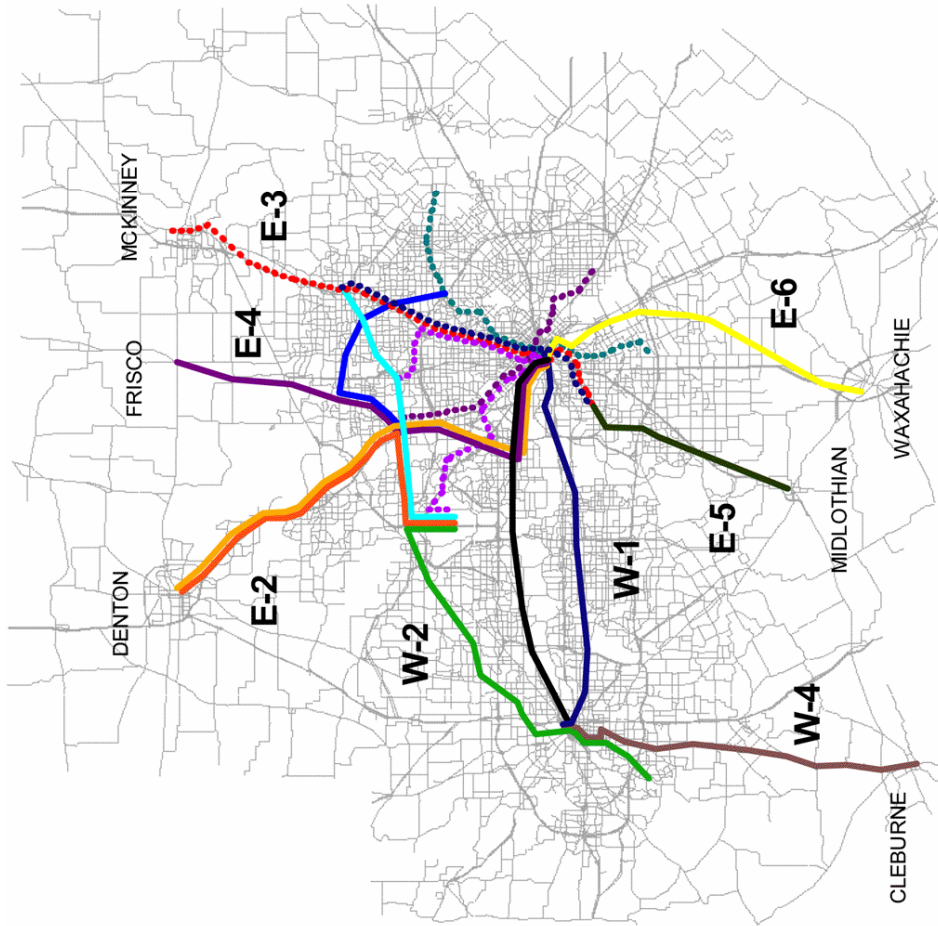 MCKINNEY
E-3
E-4
FRISCO
DENTON
E-2
W-2
W-1
E-6
WAXAHACHIE
E-5
MIDLOTHIAN
W-4
CLEBURNE